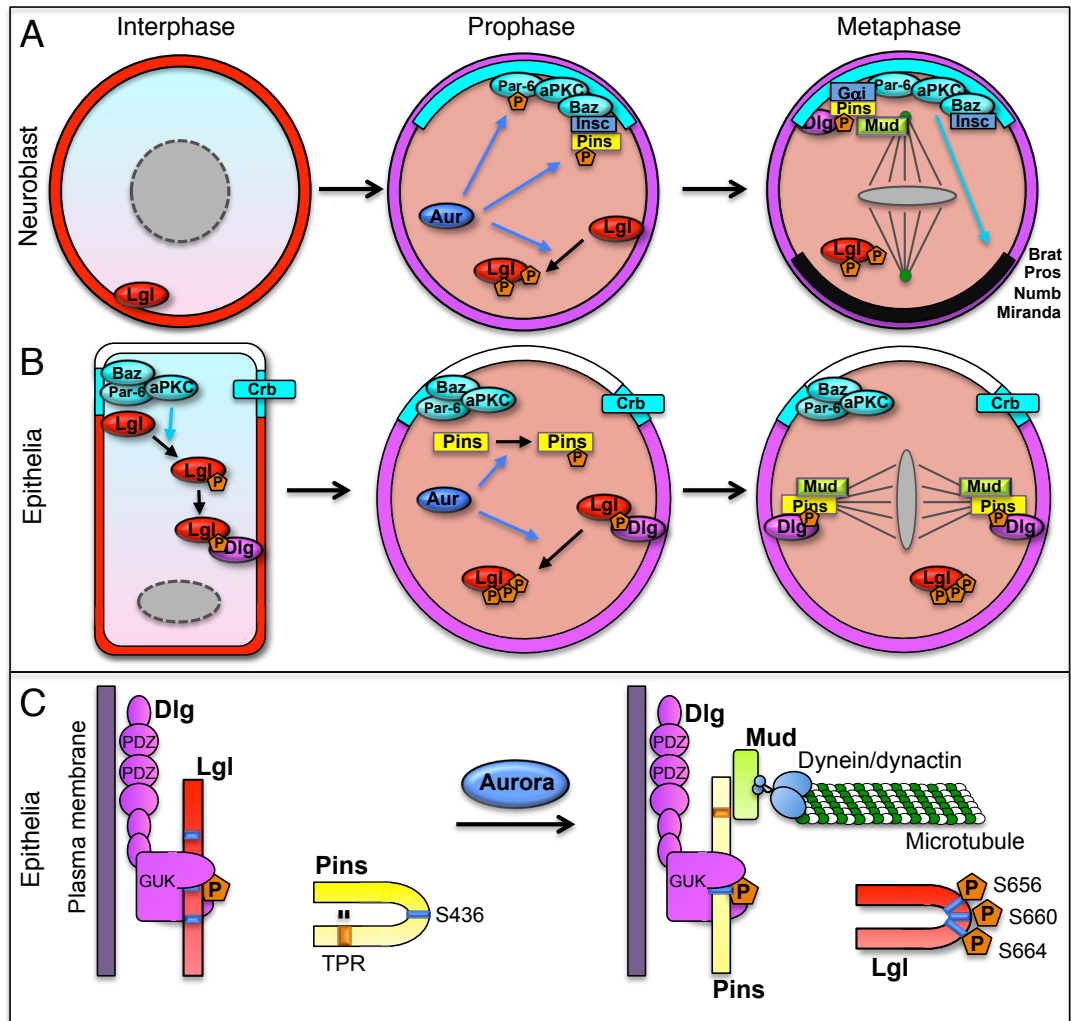 A
Interphase
Prophase
Metaphase
Neuroblast
Lgl
Par-6
aPKC
Baz
Insc
Pins
P
P
Aur
Lgl
Lgl
P
P
Gαi
Pins
Dlg
P
Mud
Par-6
aPKC
Baz
Insc
Lgl
P
P
Brat
Pros
Numb
Miranda
B
Epithelia
Baz
Par-6
aPKC
Crb
Lgl
Lgl
P
Lgl
P
Dlg
Baz
Par-6
aPKC
Crb
Pins
Pins
P
Aur
Lgl
P
Dlg
Lgl
P
P
P
Baz
Par-6
aPKC
Crb
Mud
Pins
P
Dlg
Mud
Pins
P
Dlg
Lgl
P
P
P
C
Epithelia
Plasma membrane
Dlg
PDZ
PDZ
Lgl
GUK
P
Pins
S436
TPR
Aurora
Dlg
PDZ
PDZ
Mud
Dynein/dynactin
Microtubule
GUK
P
Pins
P
S656
P
S660
P
S664
Lgl